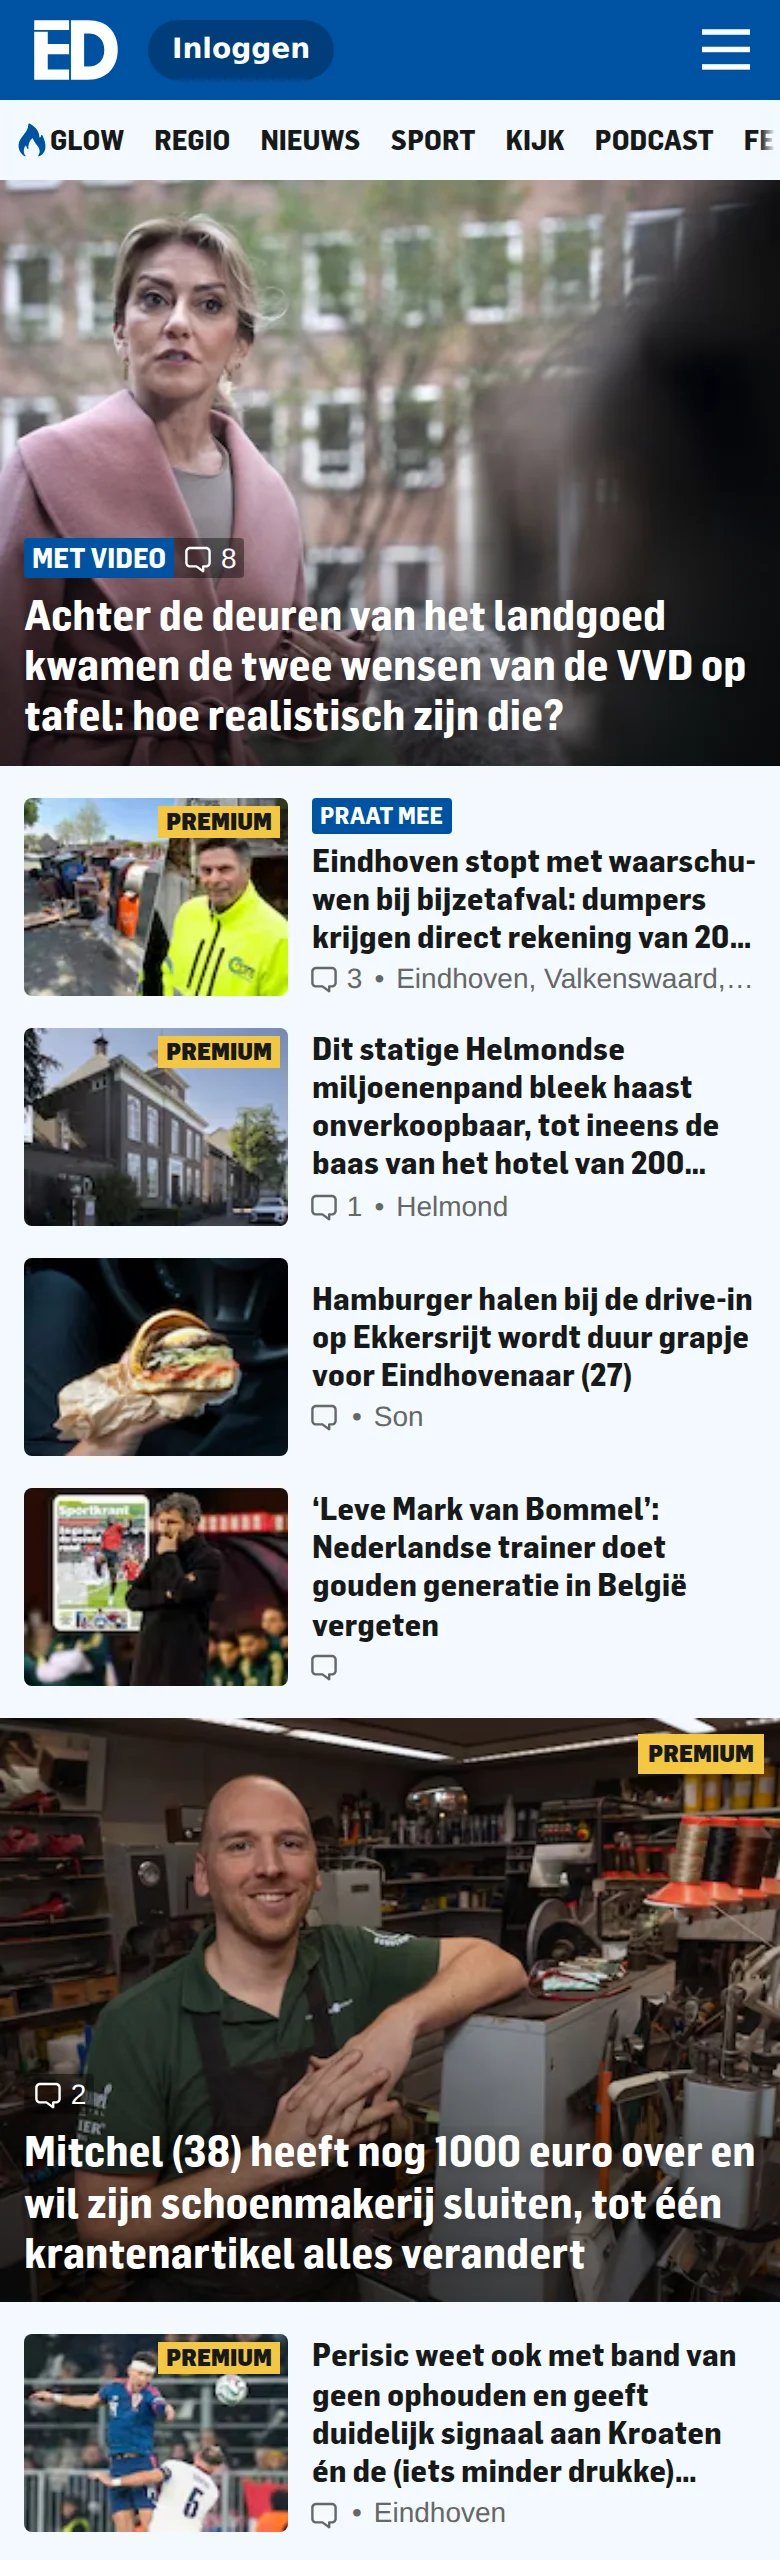 ED
Inloggen
GLOW
REGIO
NIEUWS
SPORT
KIJK
PODCAST
FE
MET VIDEO
8
Achter de deuren van het landgoed
kwamen de twee wensen van de VVD op
tafel: hoe realistisch zijn die?
PREMIUM
PRAAT MEE
Eindhoven stopt met waarschu-
wen bij bijzetafval: dumpers
krijgen direct rekening van 20...
3 • Eindhoven, Valkenswaard,...
PREMIUM
Dit statige Helmondse
miljoenenpand bleek haast
onverkoopbaar, tot ineens de
baas van het hotel van 200...
1 • Helmond
Hamburger halen bij de drive-in
op Ekkersrijt wordt duur grapje
voor Eindhovenaar (27)
• Son
Sportkrant
‘Leve Mark van Bommel’:
Nederlandse trainer doet
gouden generatie in België
vergeten
PREMIUM
2
Mitchel (38) heeft nog 1000 euro over en
wil zijn schoenmakerij sluiten, tot één
krantenartikel alles verandert
PREMIUM
5
Perisic weet ook met band van
geen ophouden en geeft
duidelijk signaal aan Kroaten
én de (iets minder drukke)...
• Eindhoven